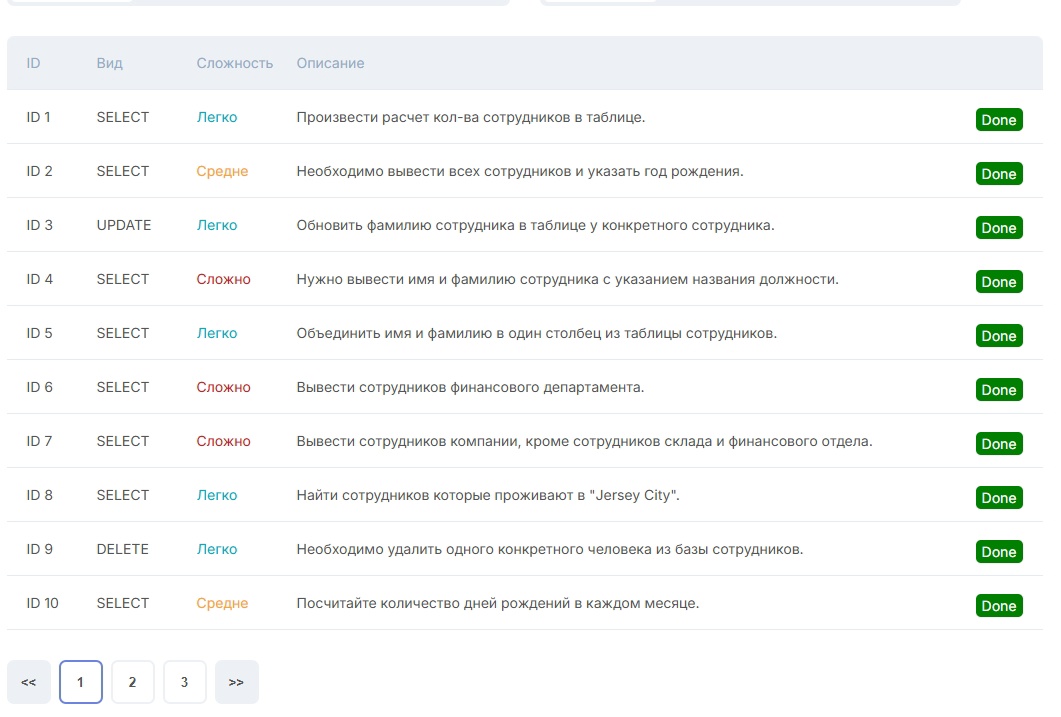 ID Вид Сложность Описание
ID 1 SELECT Легко Произвести расчет кол-ва сотрудников в таблице. Done
ID 2 SELECT Средне Необходимо вывести всех сотрудников и указать год рождения. Done
ID 3 UPDATE Легко Обновить фамилию сотрудника в таблице у конкретного сотрудника. Done
ID 4 SELECT Сложно Нужно вывести имя и фамилию сотрудника с указанием названия должности. Done
ID 5 SELECT Легко Объединить имя и фамилию в один столбец из таблицы сотрудников. Done
ID 6 SELECT Сложно Вывести сотрудников финансового департамента. Done
ID 7 SELECT Сложно Вывести сотрудников компании, кроме сотрудников склада и финансового отдела. Done
ID 8 SELECT Легко Найти сотрудников которые проживают в "Jersey City". Done
ID 9 DELETE Легко Необходимо удалить одного конкретного человека из базы сотрудников. Done
ID 10 SELECT Средне Посчитайте количество дней рождений в каждом месяце. Done
<< 1 2 3 >>